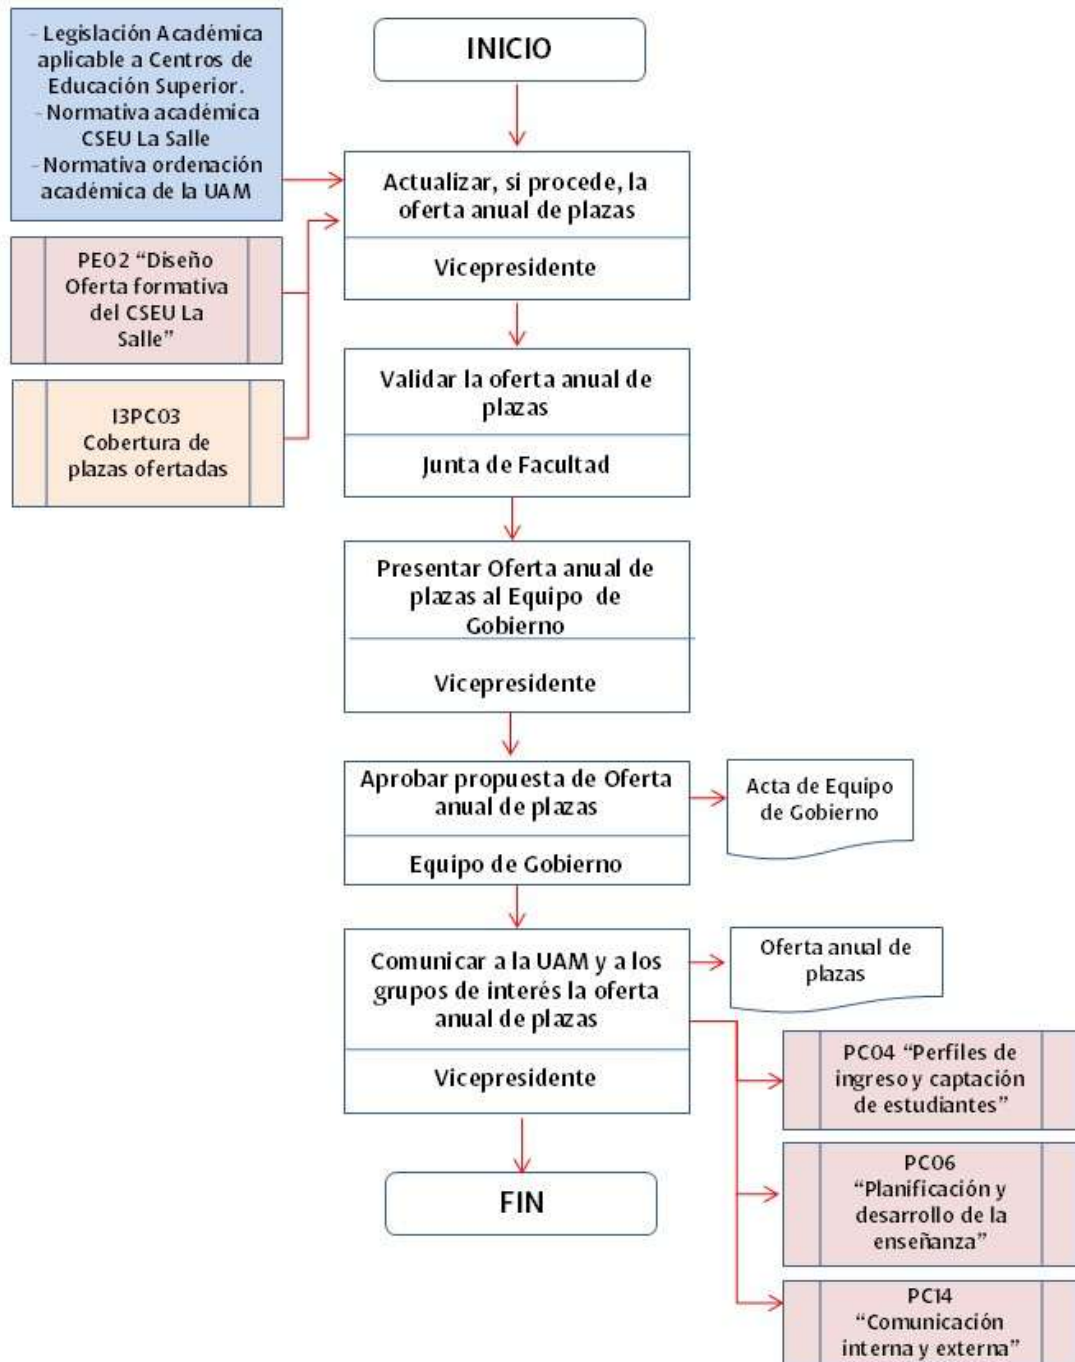 - Legislación Académica
aplicable a Centros de
Educación Superior.
- Normativa académica
CSEU La Salle
- Normativa ordenación
académica de la UAM
INICIO
Actualizar, si procede, la
oferta anual de plazas
Vicepresidente
PE02 “Diseño
Oferta formativa
del CSEU La
Salle”
I3PC03
Cobertura de
plazas ofertadas
Validar la oferta anual de
plazas
Junta de Facultad
Presentar Oferta anual de
plazas al Equipo de
Gobierno
Vicepresidente
Aprobar propuesta de Oferta
anual de plazas
Equipo de Gobierno
Acta de Equipo
de Gobierno
Comunicar a la UAM y a los
grupos de interés la oferta
anual de plazas
Vicepresidente
Oferta anual de
plazas
PC04 “Perfiles de
ingreso y captación
de estudiantes”
PC06
“Planificación y
desarrollo de la
enseñanza”
PC14
“Comunicación
interna y externa”
FIN